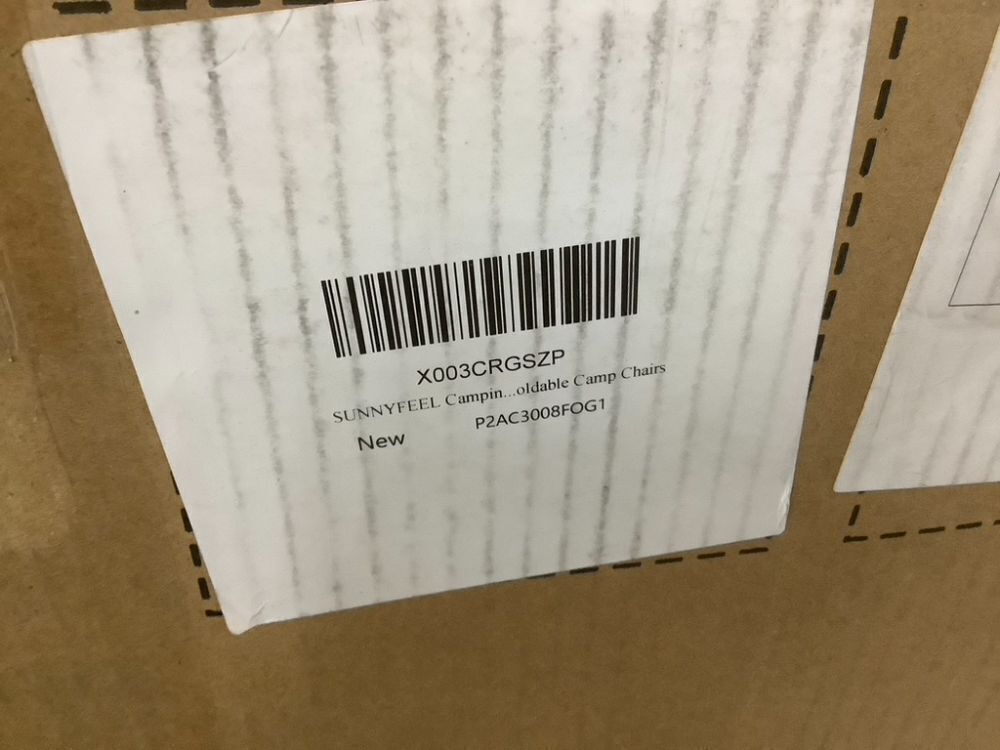 X003CRGSZP
SUNNYFEEL Campin...oldable Camp Chairs
New P2AC3008FOG1